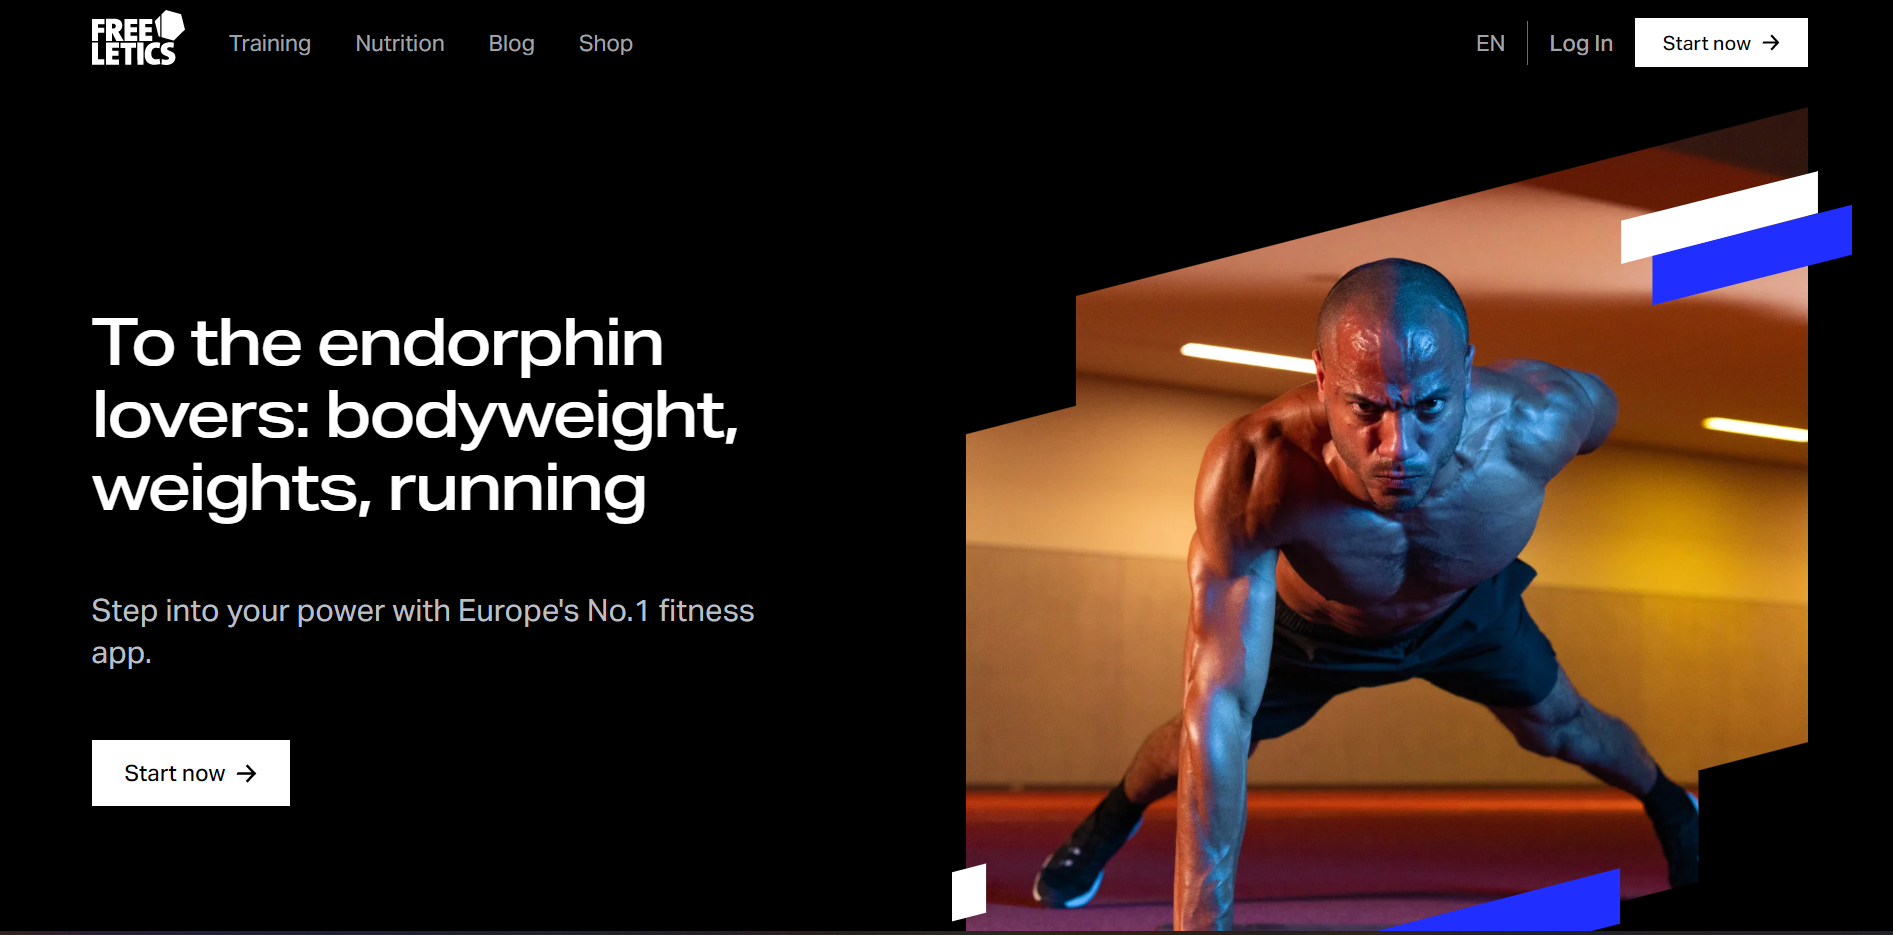 FREE
LETICS
Training Nutrition Blog Shop
EN Log In Start now
To the endorphin
lovers: bodyweight,
weights, running
Step into your power with Europe's No.1 fitness
app.
Start now